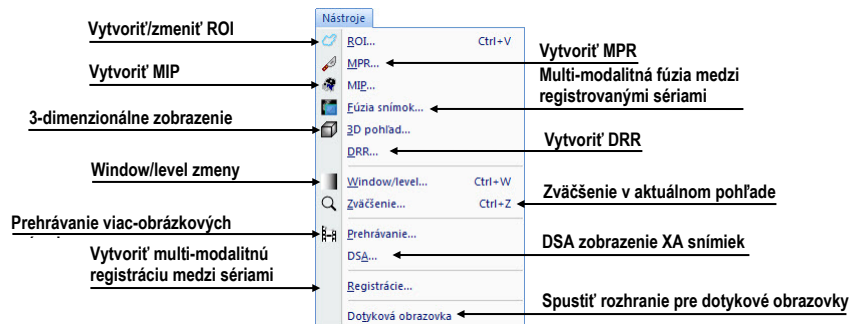 Nástroje
Vytvoriť/zmeniť ROI
ROI... Ctrl+V
Vytvoriť MPR
MPR...
Vytvoriť MIP
MIP...
Multi-modalitná fúzia medzi
registrovanými sériami
Fúzia snímok...
3-dimenzionálne zobrazenie
3D pohľad...
Vytvoriť DRR
DRR...
Window/level zmeny
Window/level... Ctrl+W
Zväčšenie v aktuálnom pohľade
Zväčšenie... Ctrl+Z
Prehrávanie viac-obrázkových
Prehrávanie...
DSA zobrazenie XA snímiek
DSA...
Vytvoriť multi-modalitnú
registráciu medzi sériami
Registrácie...
Spustiť rozhranie pre dotykové obrazovky
Dotyková obrazovka